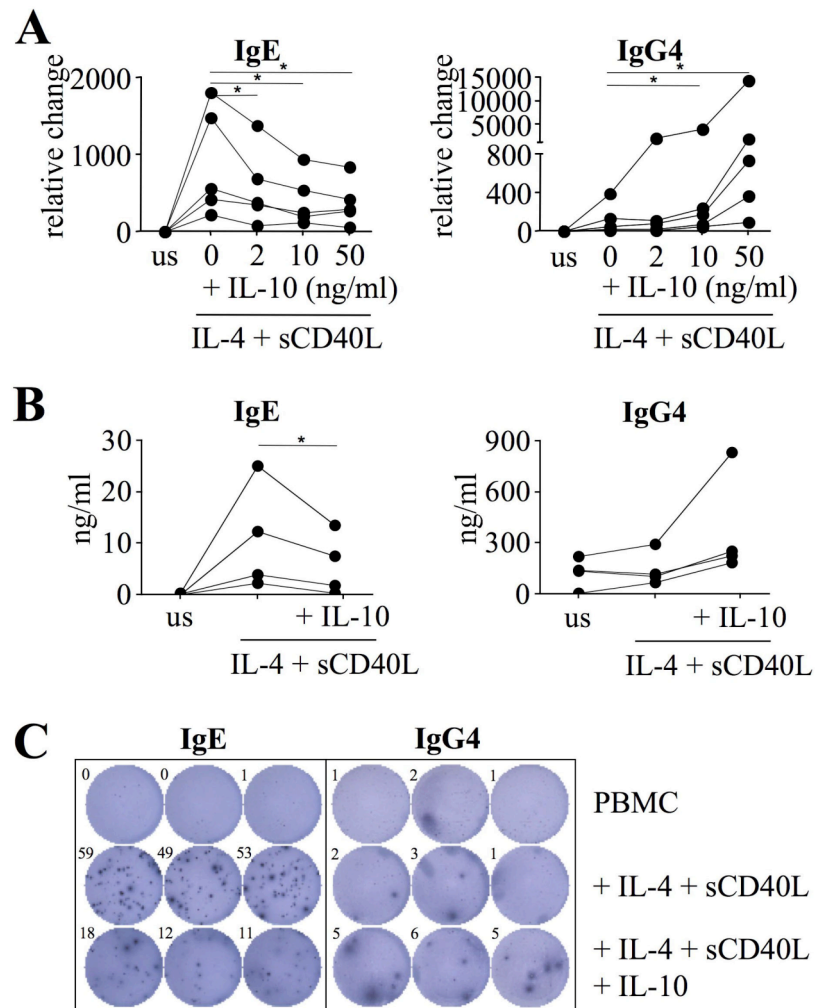 A
IgE
IgG4
relative change
2000
1000
0
us 0 2 10 50
+ IL-10 (ng/ml)
IL-4 + sCD40L
*
*
*
relative change
15000
10000
5000
800
400
0
us 0 2 10 50
+ IL-10 (ng/ml)
IL-4 + sCD40L
*
*
B
IgE
IgG4
ng/ml
30
20
10
0
us + IL-10
IL-4 + sCD40L
*
ng/ml
900
600
300
0
us + IL-10
IL-4 + sCD40L
C
IgE IgG4
0 0 1 1 2 1
PBMC
59 49 53 2 3 1
+ IL-4 + sCD40L
18 12 11 5 6 5
+ IL-4 + sCD40L
+ IL-10